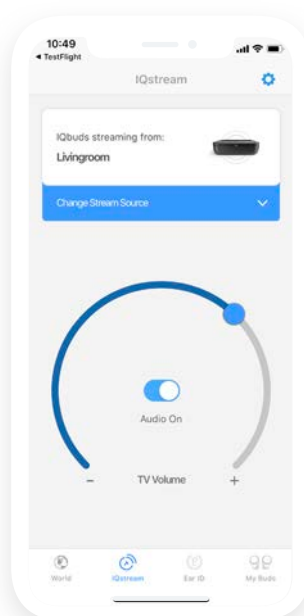 10:49
◀ TestFlight
IQstream
IQbuds streaming from:
Livingroom
Change Stream Source
Audio On
- TV Volume +
World IQstream Ear ID My Buds